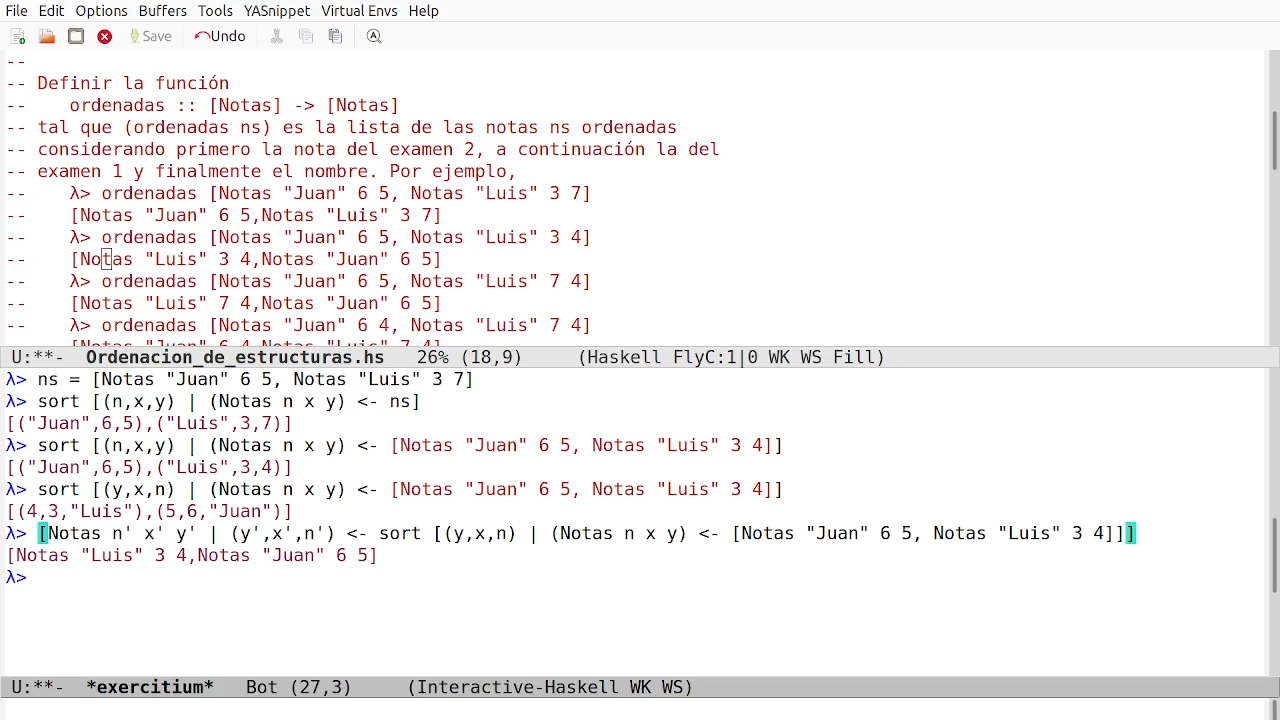 File Edit Options Buffers Tools YASnippet Virtual Envs Help
Save Undo
--
-- Definir la función
--    ordenadas :: [Notas] -> [Notas]
-- tal que (ordenadas ns) es la lista de las notas ns ordenadas
-- considerando primero la nota del examen 2, a continuación la del
-- examen 1 y finalmente el nombre. Por ejemplo,
--    λ> ordenadas [Notas "Juan" 6 5, Notas "Luis" 3 7]
--    [Notas "Juan" 6 5,Notas "Luis" 3 7]
--    λ> ordenadas [Notas "Juan" 6 5, Notas "Luis" 3 4]
--    [Notas "Luis" 3 4,Notas "Juan" 6 5]
--    λ> ordenadas [Notas "Juan" 6 5, Notas "Luis" 7 4]
--    [Notas "Luis" 7 4,Notas "Juan" 6 5]
--    λ> ordenadas [Notas "Juan" 6 4, Notas "Luis" 7 4]
--    [Notas "Juan" 6 4,Notas "Luis" 7 4]
U:**-  Ordenacion_de_estructuras.hs   26% (18,9)     (Haskell FlyC:1|0 WK WS Fill)
λ> ns = [Notas "Juan" 6 5, Notas "Luis" 3 7]
λ> sort [(n,x,y) | (Notas n x y) <- ns]
[("Juan",6,5),("Luis",3,7)]
λ> sort [(n,x,y) | (Notas n x y) <- [Notas "Juan" 6 5, Notas "Luis" 3 4]]
[("Juan",6,5),("Luis",3,4)]
λ> sort [(y,x,n) | (Notas n x y) <- [Notas "Juan" 6 5, Notas "Luis" 3 4]]
[(4,3,"Luis"),(5,6,"Juan")]
λ> [Notas n' x' y' | (y',x',n') <- sort [(y,x,n) | (Notas n x y) <- [Notas "Juan" 6 5, Notas "Luis" 3 4]]]
[Notas "Luis" 3 4,Notas "Juan" 6 5]
λ>
U:**-  *exercitium*   Bot (27,3)     (Interactive-Haskell WK WS)